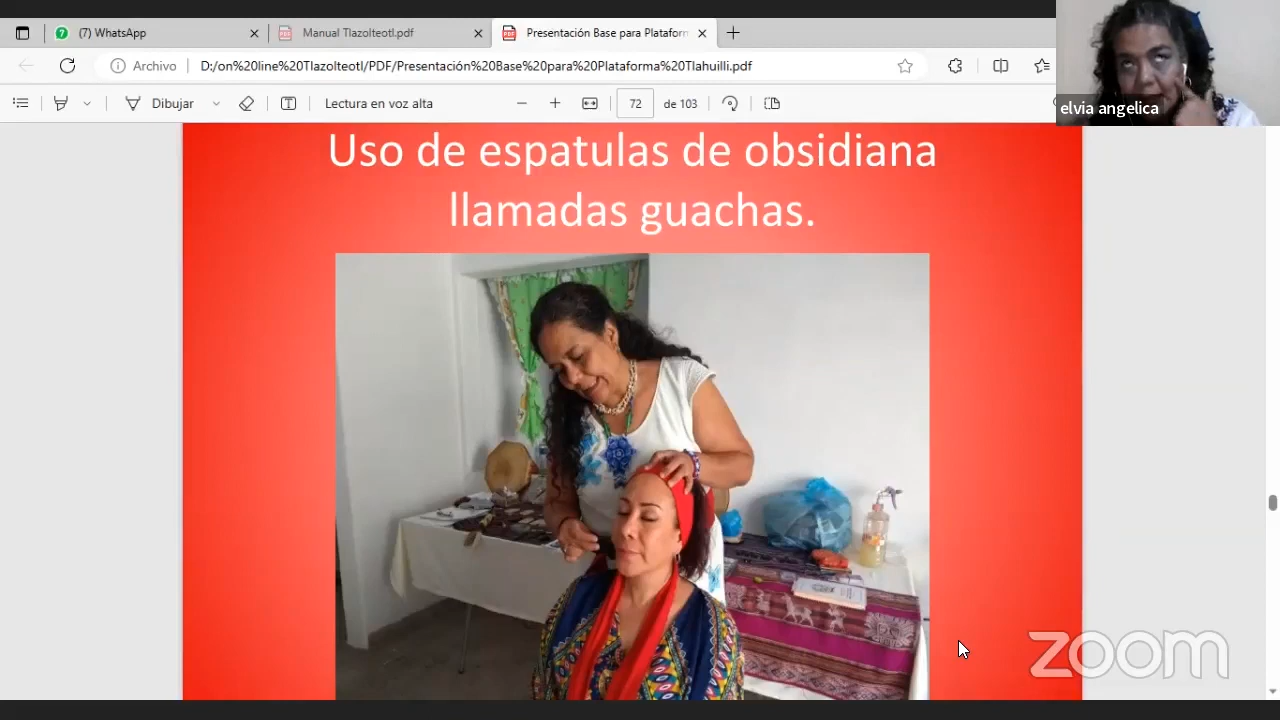 (7) WhatsApp
Manual Tlazolteotl.pdf
Presentación Base para Platafor
Archivo
D:/on%20line%20Tlazolteotl/PDF/Presentación%20Base%20para%20Plataforma%20Tlahuilli.pdf
Dibujar
Lectura en voz alta
72
de 103
elvia angelica
Uso de espatulas de obsidiana
llamadas guachas.
zoom